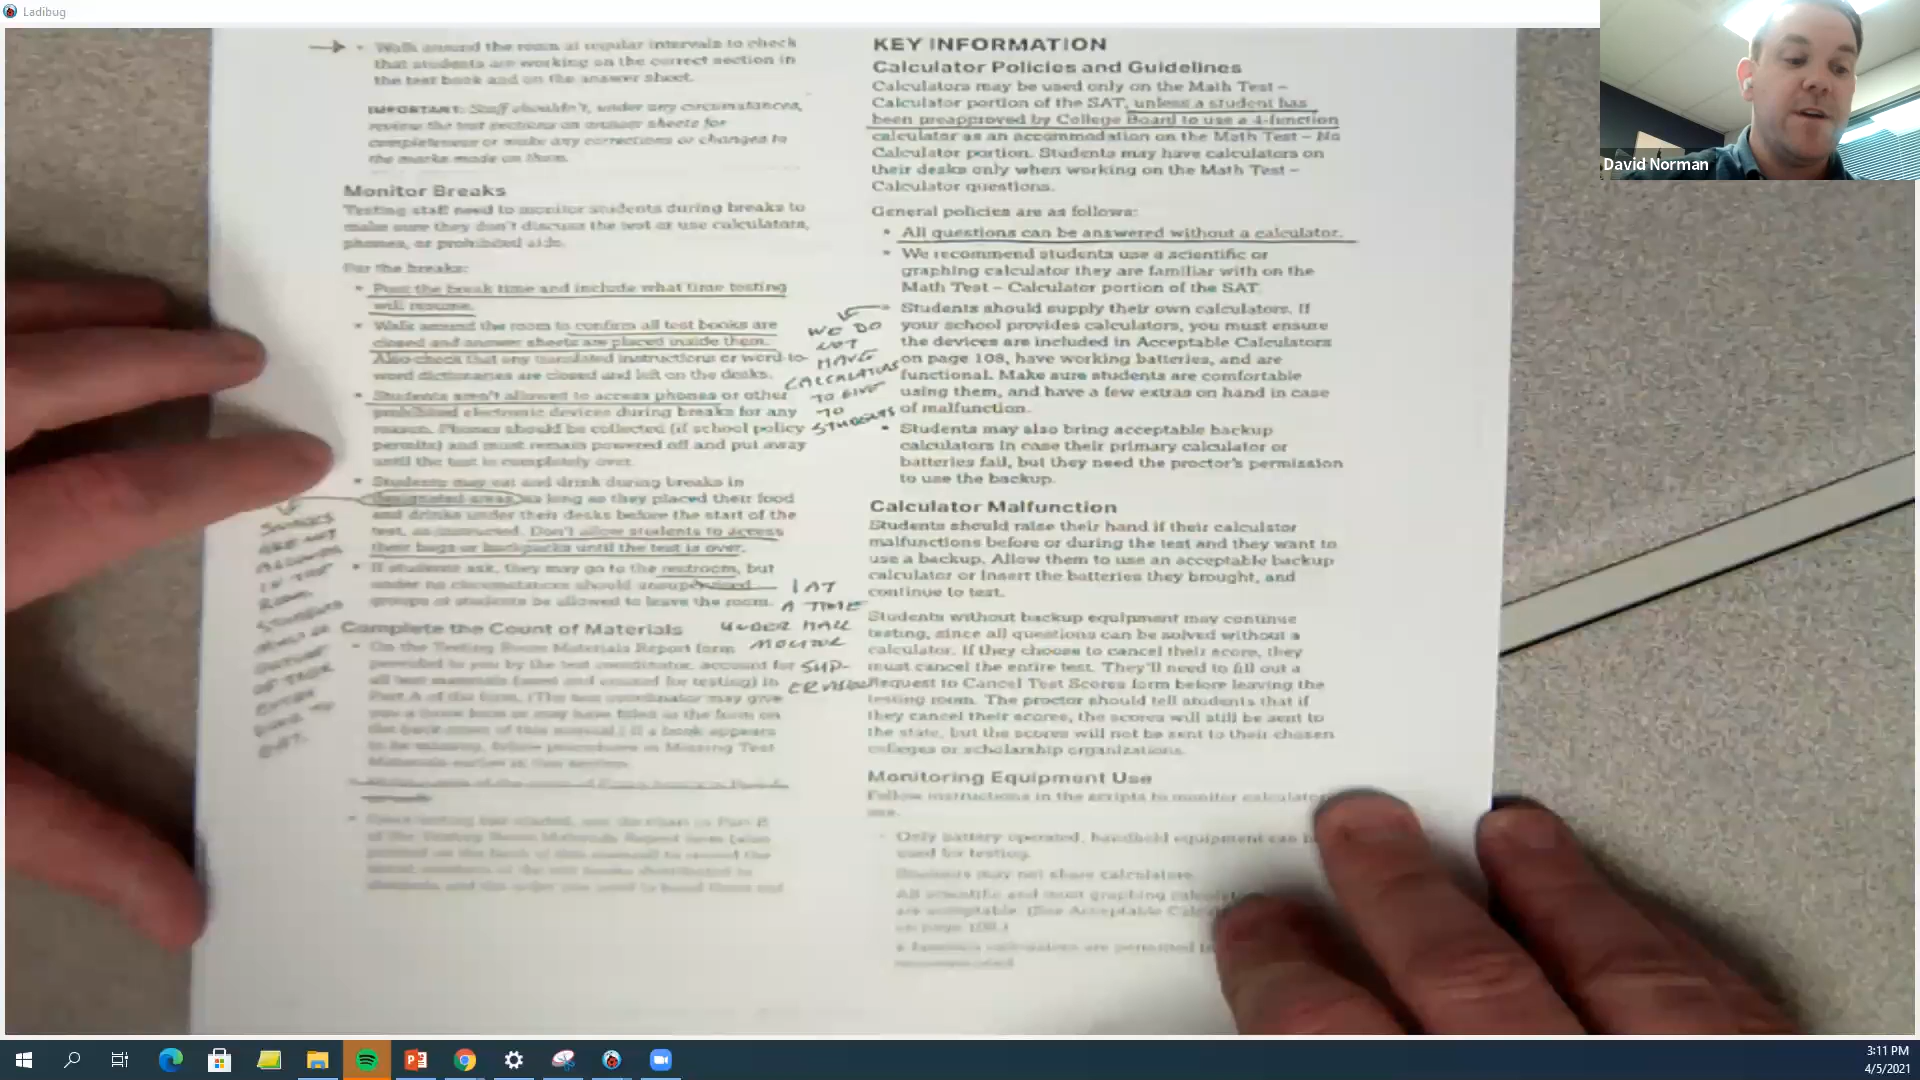 Ladibug
Walk around the room at regular intervals to check
that students are working on the correct section in
the test book and on the answer sheet.
IMPORTANT: Staff shouldn't, under any circumstances,
review the test sections on answer sheets for
completeness or make any corrections or changes to
the marks made on them.
Monitor Breaks
Testing staff need to monitor students during breaks to
make sure they don't discuss the test or use calculators,
phones, or prohibited aids.
For the breaks:
• Post the break time and include what time testing
will resume.
• Walk around the room to confirm all test books are
closed and answer sheets are placed inside them.
Also check that any translated instructions or word-to-
word dictionaries are closed and left on the desks.
• Students aren't allowed to access phones or other
prohibited electronic devices during breaks for any
reason. Phones should be collected (if school policy
permits) and must remain powered off and put away
until the test is completely over.
• Students may eat and drink during breaks in
designated areas as long as they placed their food
and drinks under their desks before the start of the
test, as instructed. Don't allow students to access
their bags or backpacks until the test is over.
• If students ask, they may go to the restroom, but
under no circumstances should unsupervised
groups of students be allowed to leave the room.
1 AT
A TIME
UNDER HALL
MONITOR
SUP-
ERVISION
SNACKS
ARE NOT
ALLOWED
IN THE
ROOM.
STUDENTS
Complete the Count of Materials
• On the Testing Room Materials Report form
provided to you by the test coordinator, account for
all test materials (used and unused for testing) in
Part A of the form. (The test coordinator may give
you a loose form or may have filled in the form on
the back cover of this manual.) If a book appears
to be missing, follow procedures in Missing Test
Materials earlier in this section.
KEY INFORMATION
Calculator Policies and Guidelines
Calculators may be used only on the Math Test –
Calculator portion of the SAT, unless a student has
been preapproved by College Board to use a 4-function
calculator as an accommodation on the Math Test – No
Calculator portion. Students may have calculators on
their desks only when working on the Math Test –
Calculator questions.
General policies are as follows:
• All questions can be answered without a calculator.
• We recommend students use a scientific or
graphing calculator they are familiar with on the
Math Test – Calculator portion of the SAT.
• Students should supply their own calculators. If
your school provides calculators, you must ensure
the devices are included in Acceptable Calculators
on page 108, have working batteries, and are
functional. Make sure students are comfortable
using them, and have a few extras on hand in case
of malfunction.
WE DO
NOT
HAVE
CALCULATORS
TO GIVE
TO
STUDENTS
• Students may also bring acceptable backup
calculators in case their primary calculator or
batteries fail, but they need the proctor's permission
to use the backup.
Calculator Malfunction
Students should raise their hand if their calculator
malfunctions before or during the test and they want to
use a backup. Allow them to use an acceptable backup
calculator or insert the batteries they brought, and
continue to test.
Students without backup equipment may continue
testing, since all questions can be solved without a
calculator. If they choose to cancel their score, they
must cancel the entire test. They'll need to fill out a
Request to Cancel Test Scores form before leaving the
testing room. The proctor should tell students that if
they cancel their scores, the scores will still be sent to
the state, but the scores will not be sent to their chosen
colleges or scholarship organizations.
Monitoring Equipment Use
Follow instructions in the scripts to monitor calculator
use.
Only battery operated, handheld equipment can
used for testing.
Students may not share calculators.
All scientific and most graphing
are acceptable. (See Acceptable
on page 108.)
4-function calculators are permitted
recommended
David Norman
3:11 PM
4/5/2021